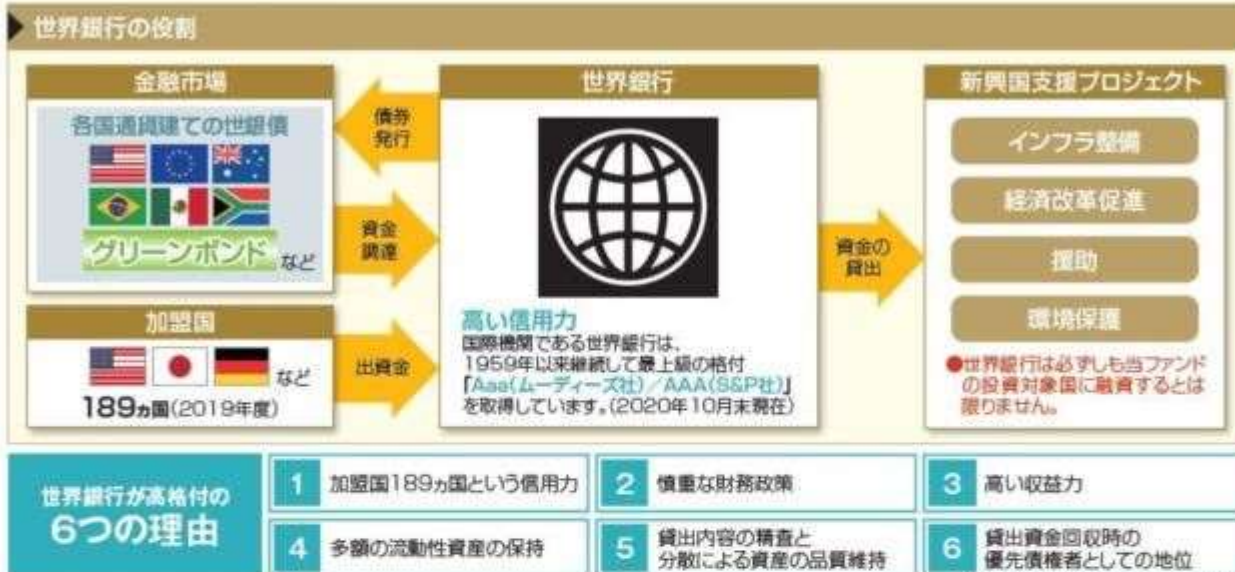 世界銀行の役割
金融市場
各国通貨建ての世銀債
グリーンボンド など
加盟国
など
189ヵ国(2019年度)
債券
発行
資金
調達
出資金
世界銀行
高い信用力
国際機関である世界銀行は、
1959年以来継続して最上級の格付
『Aaa(ムーディーズ社)/AAA(S&P社)』
を取得しています。(2020年10月末現在)
資金の
貸出
新興国支援プロジェクト
インフラ整備
経済改革促進
援助
環境保護
●世界銀行は必ずしも当ファンド
の投資対象国に融資するとは
限りません。
世界銀行が高格付の
6つの理由
1 加盟国189ヵ国という信用力
2 慎重な財務政策
3 高い収益力
4 多額の流動性資産の保持
5 貸出内容の精査と
分散による資産の品質維持
6 貸出資金回収時の
優先債権者としての地位